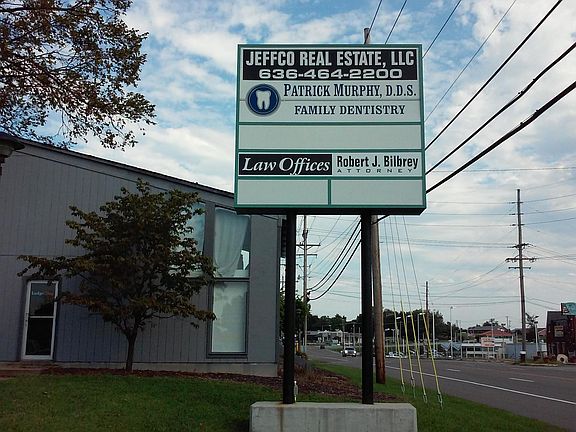 JEFFCO REAL ESTATE, LLC
636-464-2200
PATRICK MURPHY, D.D.S.
FAMILY DENTISTRY
Law Offices Robert J. Bilbrey
ATTORNEY